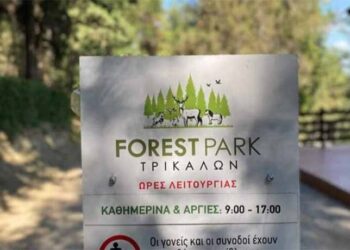 FOREST PARK
ΤΡΙΚΑΛΩΝ
ΩΡΕΣ ΛΕΙΤΟΥΡΓΙΑΣ
ΚΑΘΗΜΕΡΙΝΑ & ΑΡΓΙΕΣ: 9:00 - 17:00
Οι γονείς και οι συνοδοί έχουν